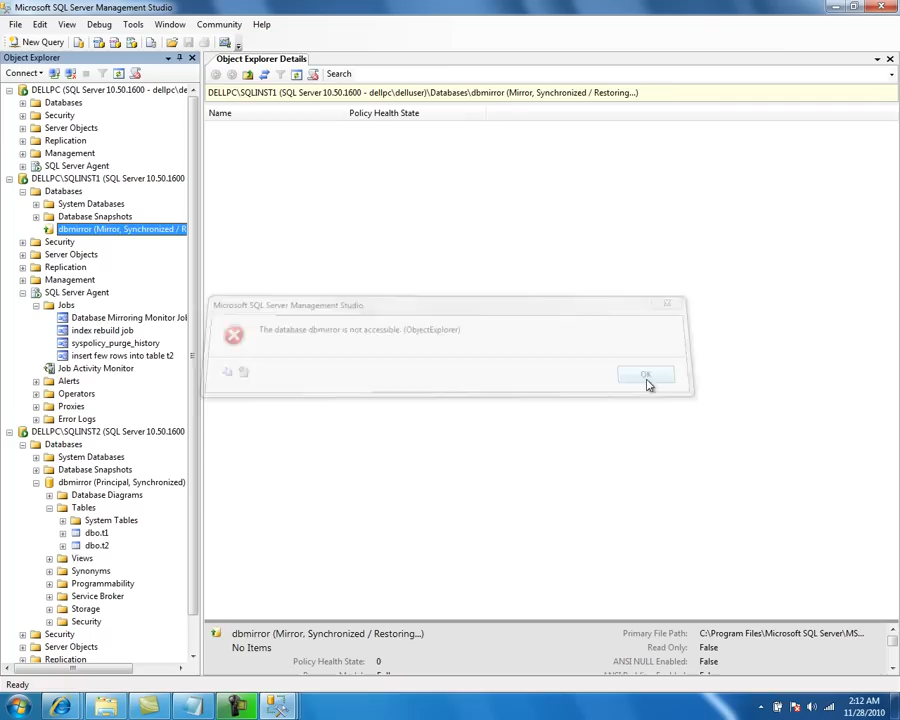 Microsoft SQL Server Management Studio
File Edit View Debug Tools Window Community Help
New Query
Object Explorer
Object Explorer Details
Connect
Search
DELLPC (SQL Server 10.50.1600 - dellpc\de
DELLPC\SQLINST1 (SQL Server 10.50.1600 - dellpc\delluser)\Databases\dbmirror (Mirror, Synchronized / Restoring...)
Databases
Name Policy Health State
Security
Server Objects
Replication
Management
SQL Server Agent
DELLPC\SQLINST1 (SQL Server 10.50.1600
Databases
System Databases
Database Snapshots
dbmirror (Mirror, Synchronized / R
Security
Server Objects
Replication
Management
SQL Server Agent
Jobs
Database Mirroring Monitor Jol
index rebuild job
syspolicy_purge_history
insert few rows into table t2
Job Activity Monitor
Alerts
Operators
Proxies
Error Logs
Microsoft SQL Server Management Studio
The database dbmirror is not accessible. (ObjectExplorer)
OK
DELLPC\SQLINST2 (SQL Server 10.50.1600
Databases
System Databases
Database Snapshots
dbmirror (Principal, Synchronized)
Database Diagrams
Tables
System Tables
dbo.t1
dbo.t2
Views
Synonyms
Programmability
Service Broker
Storage
Security
Security
Server Objects
Replication
dbmirror (Mirror, Synchronized / Restoring...)
No Items
Policy Health State: 0
Primary File Path: C:\Program Files\Microsoft SQL Server\MS...
Read Only: False
ANSI NULL Enabled: False
Ready
2:12 AM
11/28/2010